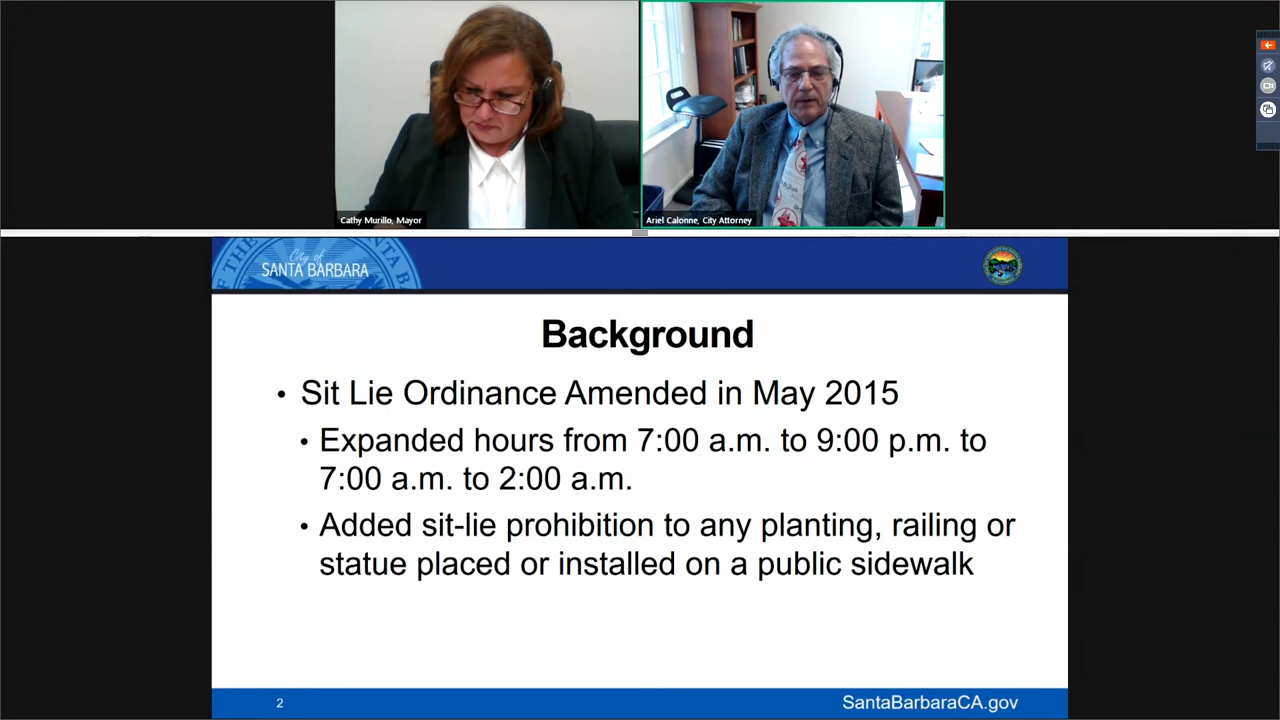 Cathy Murillo, Mayor
Ariel Calonne, City Attorney
City of
SANTA BARBARA
Background
• Sit Lie Ordinance Amended in May 2015
• Expanded hours from 7:00 a.m. to 9:00 p.m. to
7:00 a.m. to 2:00 a.m.
• Added sit-lie prohibition to any planting, railing or
statue placed or installed on a public sidewalk
2
SantaBarbaraCA.gov